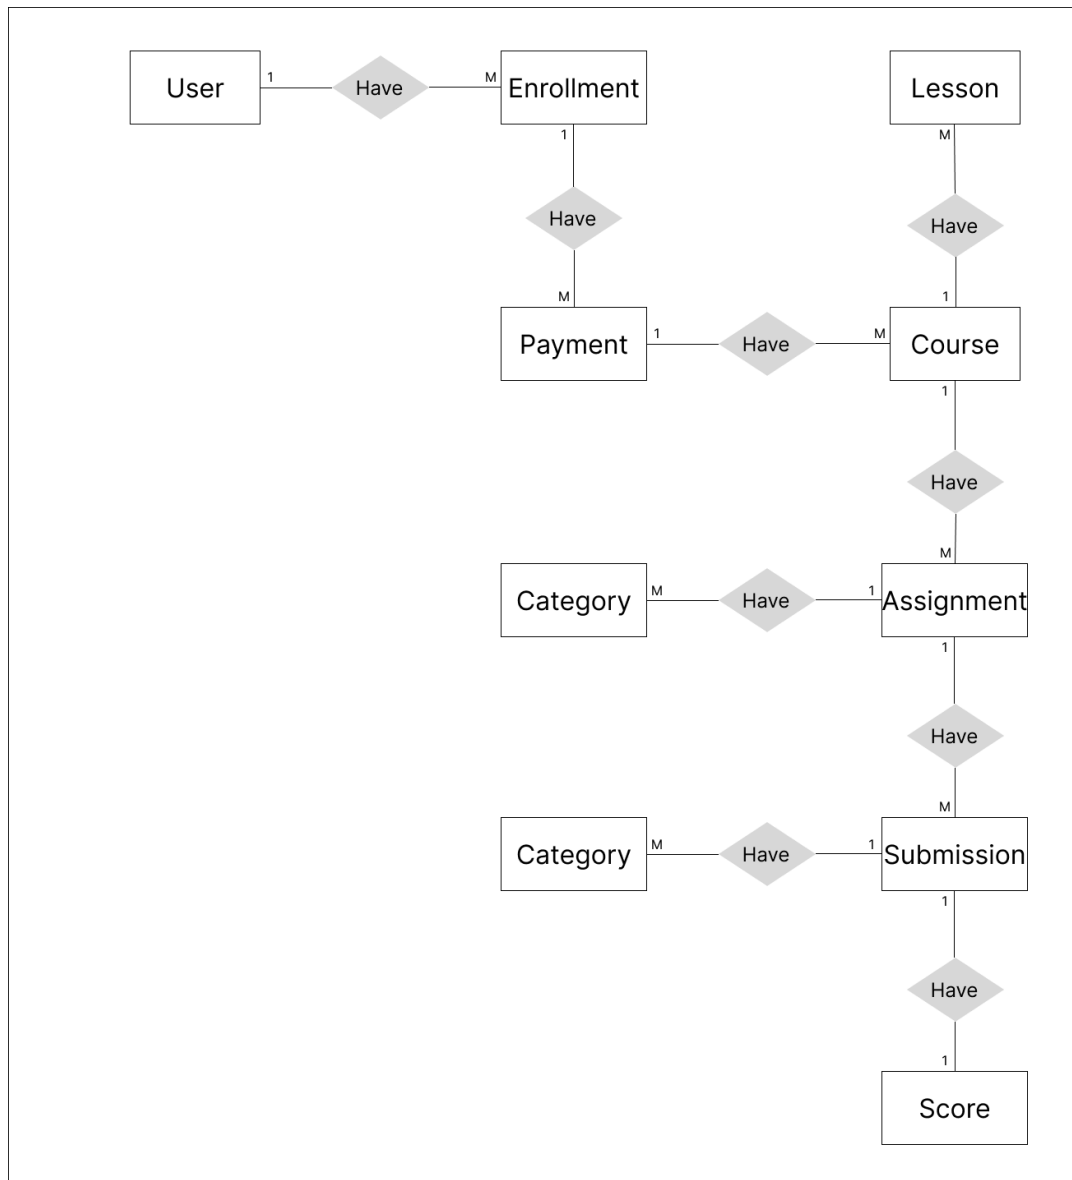 User
1
Have
M
Enrollment
Lesson
1
M
Have
Have
M
1
Payment
1
Have
M
Course
1
Have
M
Category
M
Have
1
Assignment
1
Have
M
Category
M
Have
1
Submission
1
Have
1
Score